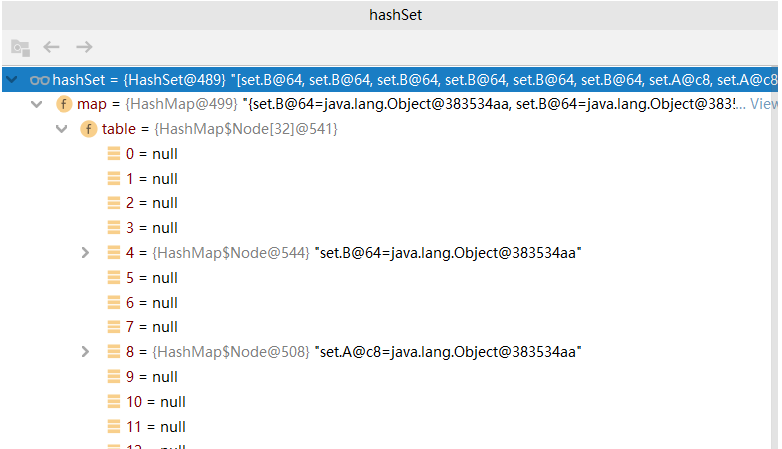 hashSet
hashSet = {HashSet@489} "[set.B@64, set.B@64, set.B@64, set.B@64, set.B@64, set.B@64, set.A@c8, set.A@c8
map = {HashMap@499} "{set.B@64=java.lang.Object@383534aa, set.B@64=java.lang.Object@383!... View
table = {HashMap$Node[32]@541}
0 = null
1 = null
2 = null
3 = null
4 = {HashMap$Node@544} "set.B@64=java.lang.Object@383534aa"
5 = null
6 = null
7 = null
8 = {HashMap$Node@508} "set.A@c8=java.lang.Object@383534aa"
9 = null
10 = null
11 = null